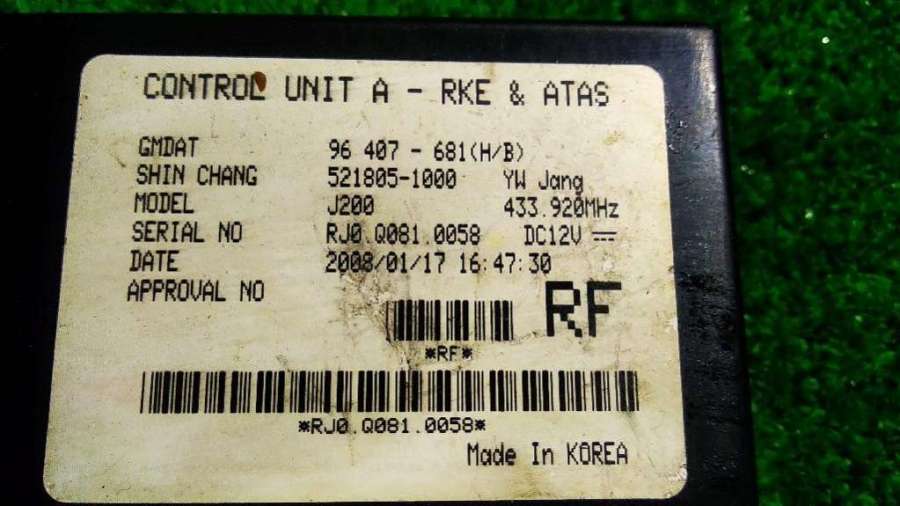 CONTROL UNIT A - RKE & ATAS
GMDAT 96 407 - 681(H/B)
SHIN CHANG 521805-1000 YW Jang
MODEL J200 433.920MHz
SERIAL NO RJ0.Q081.0058 DC12V
DATE 2008/01/17 16:47:30
APPROVAL NO
RF
*RF*
*RJ0.Q081.0058*
Made In KOREA